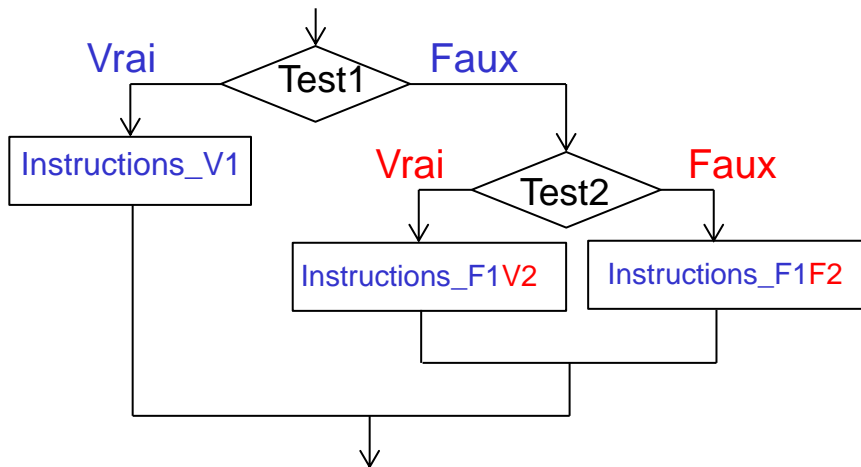 Vrai
Test1
Faux
Instructions_V1
Vrai
Test2
Faux
Instructions_F1V2
Instructions_F1F2